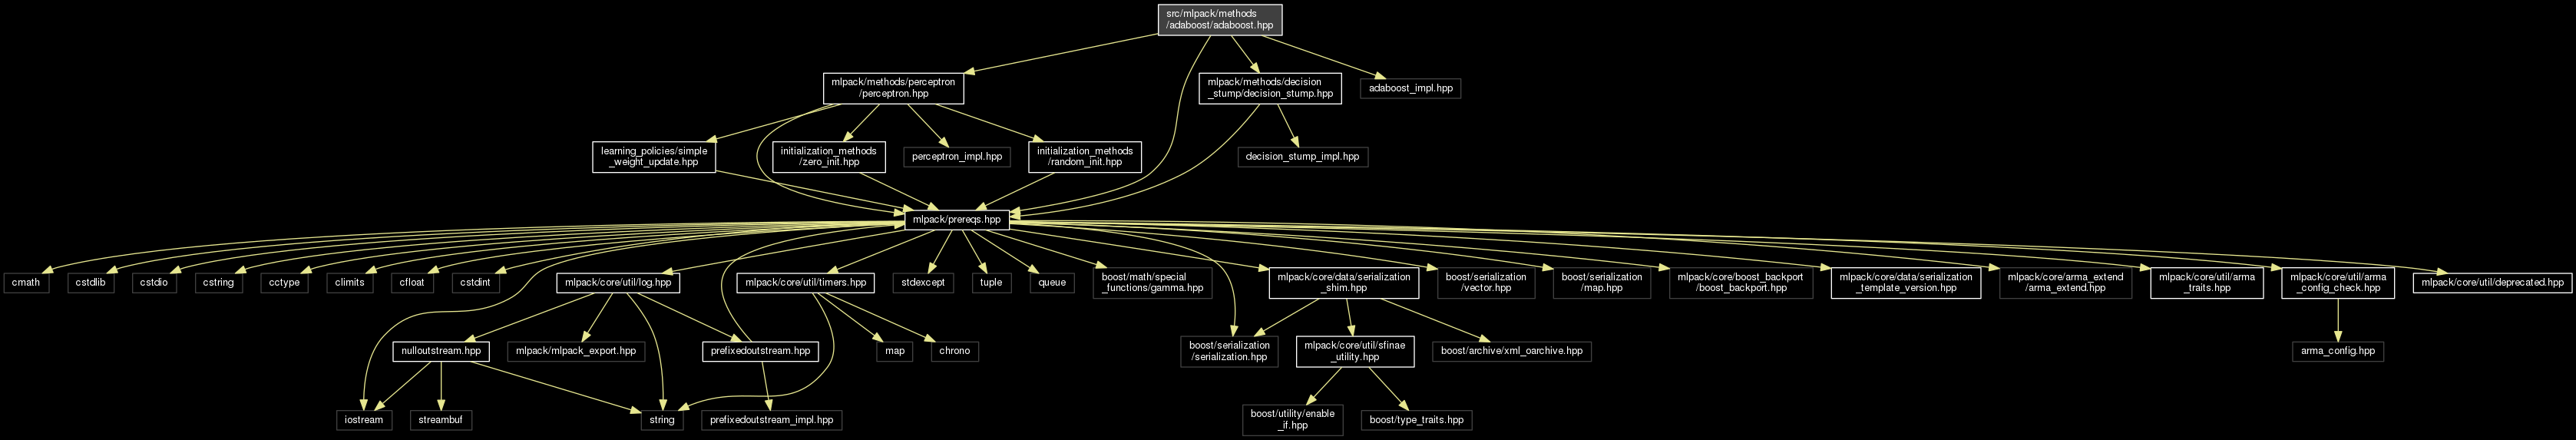 src/mlpack/methods
/adaboost/adaboost.hpp
mlpack/methods/perceptron
/perceptron.hpp
mlpack/methods/decision
_stump/decision_stump.hpp
adaboost_impl.hpp
learning_policies/simple
_weight_update.hpp
initialization_methods
/zero_init.hpp
perceptron_impl.hpp
initialization_methods
/random_init.hpp
decision_stump_impl.hpp
mlpack/prereqs.hpp
cmath
cstdlib
cstdio
cstring
cctype
climits
cfloat
cstdint
mlpack/core/util/log.hpp
mlpack/core/util/timers.hpp
stdexcept
tuple
queue
boost/math/special
_functions/gamma.hpp
mlpack/core/data/serialization
_shim.hpp
boost/serialization
/vector.hpp
boost/serialization
/map.hpp
mlpack/core/boost_backport
/boost_backport.hpp
mlpack/core/data/serialization
_template_version.hpp
mlpack/core/arma_extend
/arma_extend.hpp
mlpack/core/util/arma
_traits.hpp
mlpack/core/util/arma
_config_check.hpp
mlpack/core/util/deprecated.hpp
nulloutstream.hpp
mlpack/mlpack_export.hpp
prefixedoutstream.hpp
map
chrono
boost/serialization
/serialization.hpp
mlpack/core/util/sfinae
_utility.hpp
boost/archive/xml_oarchive.hpp
arma_config.hpp
iostream
streambuf
string
prefixedoutstream_impl.hpp
boost/utility/enable
_if.hpp
boost/type_traits.hpp